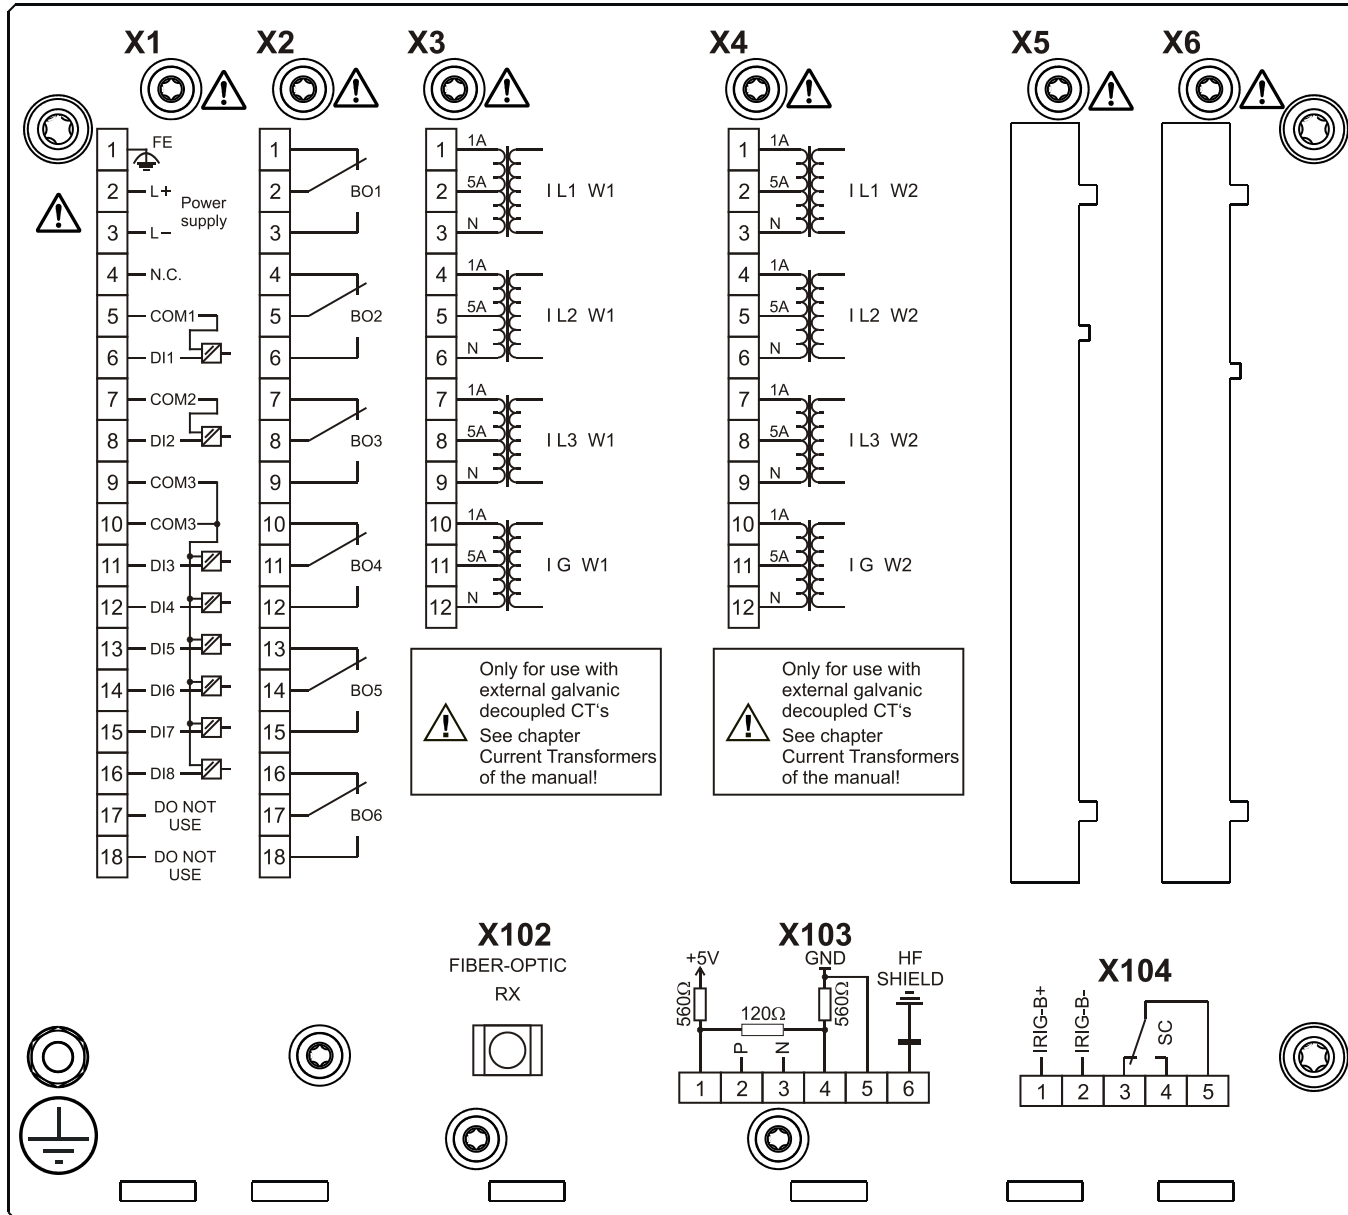 X1 X2 X3 X4 X5 X6
1 FE
2 L+
Power
supply
3 L–
4 N.C.
5 COM1
6 DI1
7 COM2
8 DI2
9 COM3
10 COM3
11 DI3
12 DI4
13 DI5
14 DI6
15 DI7
16 DI8
17 DO NOT
USE
18 DO NOT
USE
1
2 BO1
3
4
5 BO2
6
7
8 BO3
9
10
11 BO4
12
13
14 BO5
15
16
17 BO6
18
1 1A
2 5A I L1 W1
3 N
4 1A
5 5A I L2 W1
6 N
7 1A
8 5A I L3 W1
9 N
10 1A
11 5A I G W1
12 N
Only for use with
external galvanic
decoupled CT‘s
See chapter
Current Transformers
of the manual!
1 1A
2 5A I L1 W2
3 N
4 1A
5 5A I L2 W2
6 N
7 1A
8 5A I L3 W2
9 N
10 1A
11 5A I G W2
12 N
Only for use with
external galvanic
decoupled CT‘s
See chapter
Current Transformers
of the manual!
X102
FIBER-OPTIC
RX
X103
+5V GND HF
SHIELD
560Ω 120Ω 560Ω
P N
1 2 3 4 5 6
X104
IRIG-B+ IRIG-B- SC
1 2 3 4 5